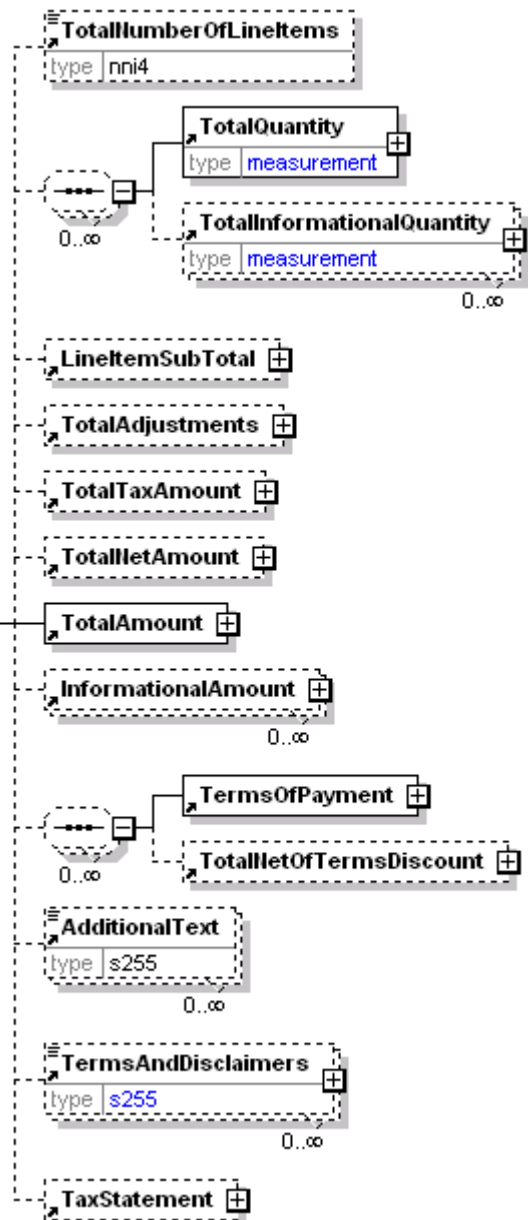 TotalNumberOfLineItems
type nni4
TotalQuantity
type measurement
0..∞
TotalInformationalQuantity
type measurement
0..∞
LineItemSubTotal
TotalAdjustments
TotalTaxAmount
TotalNetAmount
TotalAmount
InformationalAmount
0..∞
TermsOfPayment
0..∞
TotalNetOfTermsDiscount
AdditionalText
type s255
0..∞
TermsAndDisclaimers
type s255
0..∞
TaxStatement